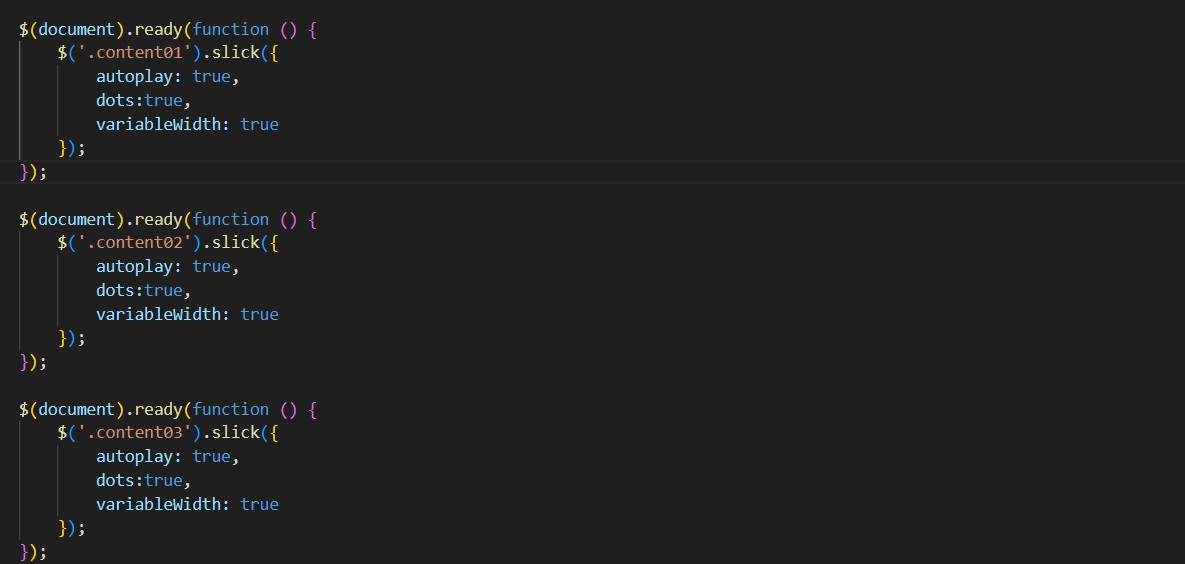 $(document).ready(function () {
    $('.content01').slick({
        autoplay: true,
        dots:true,
        variableWidth: true
    });
});

$(document).ready(function () {
    $('.content02').slick({
        autoplay: true,
        dots:true,
        variableWidth: true
    });
});

$(document).ready(function () {
    $('.content03').slick({
        autoplay: true,
        dots:true,
        variableWidth: true
    });
});